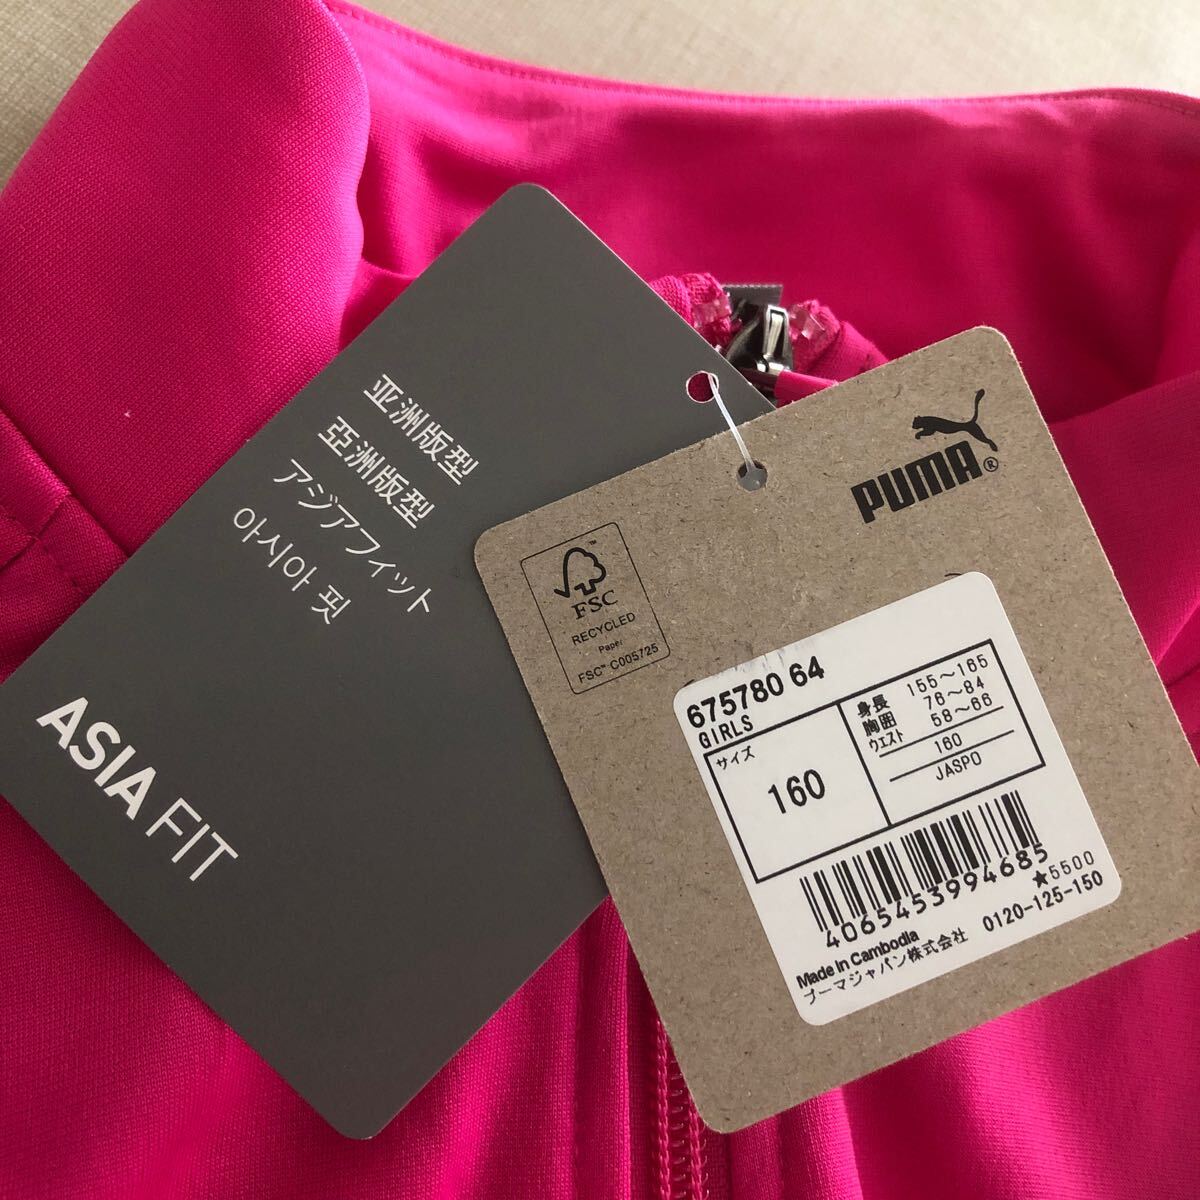 亚洲版型
亞洲版型
アジアフィット
아시아 핏
ASIA FIT
PUMA®
FSC
RECYCLED
Paper
FSC™ C005725
675780 64
GIRLS
サイズ
160
身長 155～165
胸囲 76～84
ウエスト 58～66
160
JASPO
4065453994685
★5500
Made in Cambodia
プーマジャパン株式会社 0120-125-150